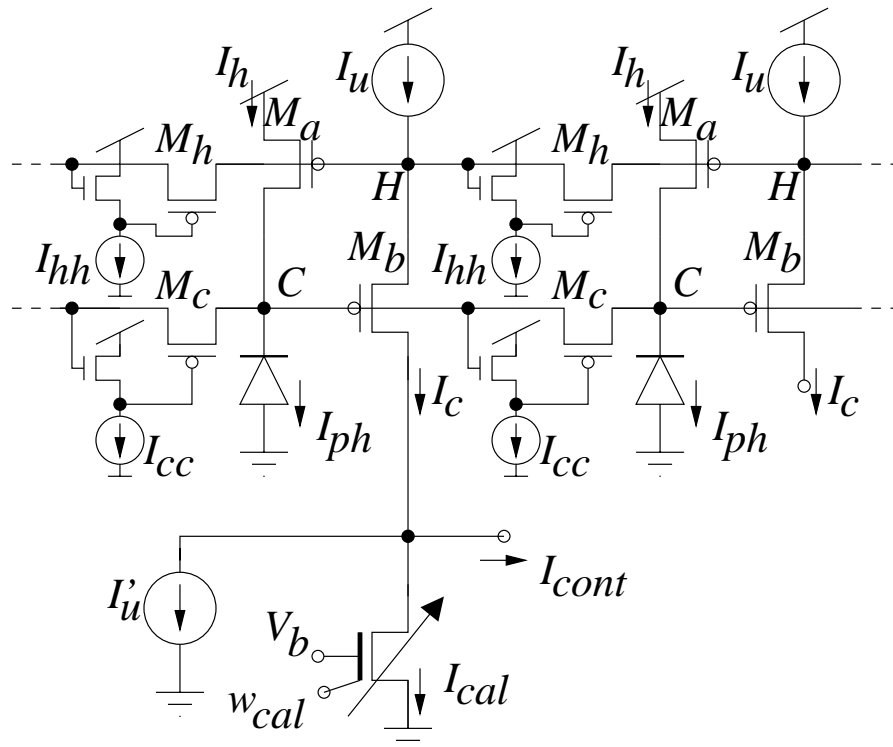 I_h I_u I_h I_u
M_h M_a M_h M_a
H H
I_hh M_b I_hh M_b
M_c C M_c C
I_cc I_ph I_c I_cc I_ph I_c
I'_u I_cont
V_b
w_cal I_cal